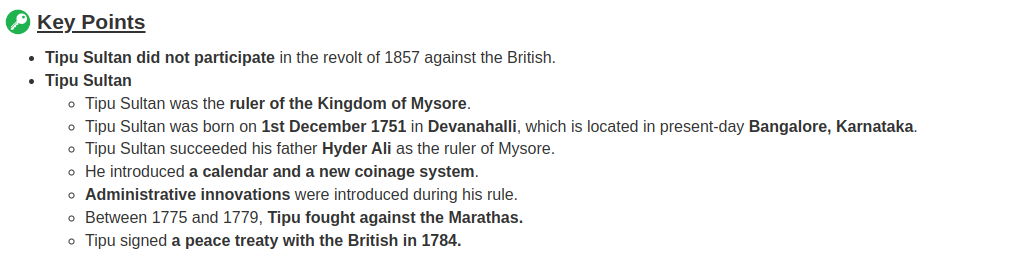 Key Points
Tipu Sultan did not participate in the revolt of 1857 against the British.
Tipu Sultan
Tipu Sultan was the ruler of the Kingdom of Mysore.
Tipu Sultan was born on 1st December 1751 in Devanahalli, which is located in present-day Bangalore, Karnataka.
Tipu Sultan succeeded his father Hyder Ali as the ruler of Mysore.
He introduced a calendar and a new coinage system.
Administrative innovations were introduced during his rule.
Between 1775 and 1779, Tipu fought against the Marathas.
Tipu signed a peace treaty with the British in 1784.